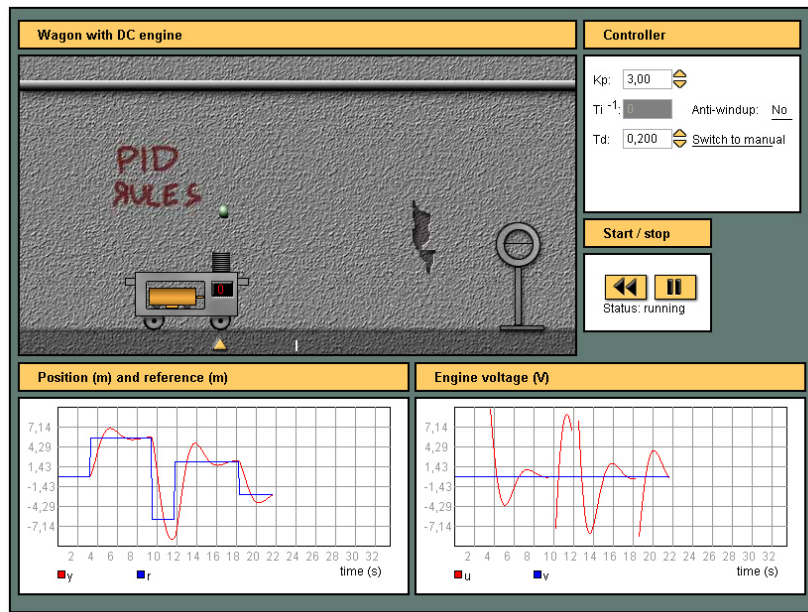 Wagon with DC engine
PID
RULES
0
Controller
Kp: 3,00
Ti -1: 0 Anti-windup: No
Td: 0,200 Switch to manual
Start / stop
Status: running
Position (m) and reference (m)
7,14
4,29
1,43
-1,43
-4,29
-7,14
2 4 6 8 10 12 14 16 18 20 22 24 26 28 30 32
time (s)
y r
Engine voltage (V)
7,14
4,29
1,43
-1,43
-4,29
-7,14
2 4 6 8 10 12 14 16 18 20 22 24 26 28 30 32
time (s)
u v